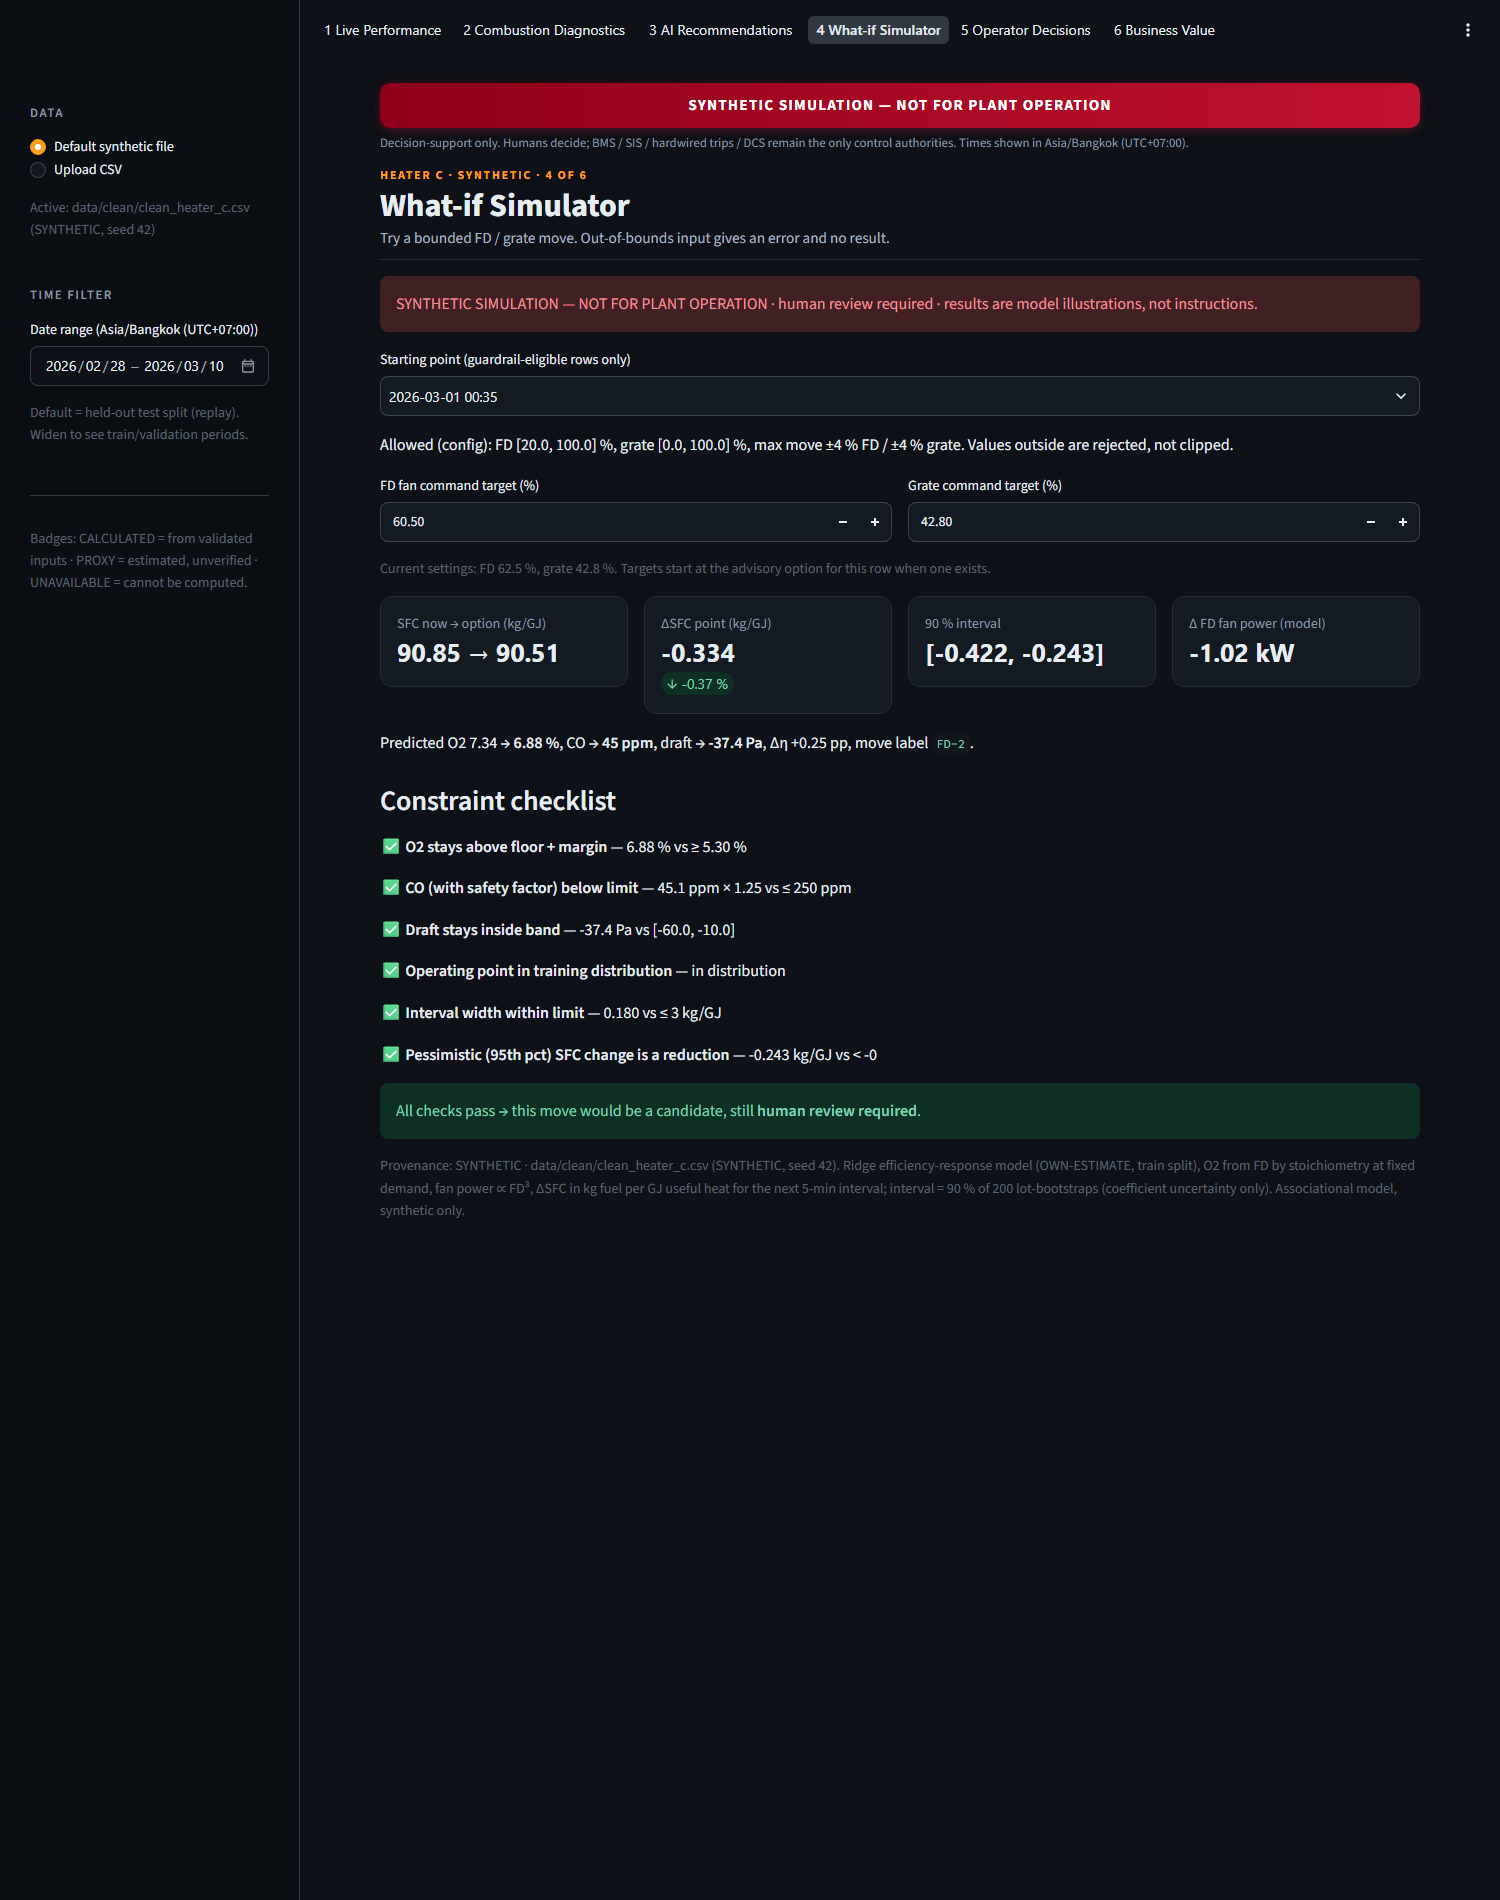 1 Live Performance
2 Combustion Diagnostics
3 AI Recommendations
4 What-if Simulator
5 Operator Decisions
6 Business Value
DATA
Default synthetic file
Upload CSV
Active: data/clean/clean_heater_c.csv
(SYNTHETIC, seed 42)
TIME FILTER
Date range (Asia/Bangkok (UTC+07:00))
2026/02/28 – 2026/03/10
Default = held-out test split (replay).
Widen to see train/validation periods.
Badges: CALCULATED = from validated
inputs · PROXY = estimated, unverified ·
UNAVAILABLE = cannot be computed.
SYNTHETIC SIMULATION — NOT FOR PLANT OPERATION
Decision-support only. Humans decide; BMS / SIS / hardwired trips / DCS remain the only control authorities. Times shown in Asia/Bangkok (UTC+07:00).
HEATER C · SYNTHETIC · 4 OF 6
What-if Simulator
Try a bounded FD / grate move. Out-of-bounds input gives an error and no result.
SYNTHETIC SIMULATION — NOT FOR PLANT OPERATION · human review required · results are model illustrations, not instructions.
Starting point (guardrail-eligible rows only)
2026-03-01 00:35
Allowed (config): FD [20.0, 100.0] %, grate [0.0, 100.0] %, max move ±4 % FD / ±4 % grate. Values outside are rejected, not clipped.
FD fan command target (%)
60.50
Grate command target (%)
42.80
Current settings: FD 62.5 %, grate 42.8 %. Targets start at the advisory option for this row when one exists.
SFC now → option (kg/GJ)
90.85 → 90.51
ΔSFC point (kg/GJ)
-0.334
↓ -0.37 %
90 % interval
[-0.422, -0.243]
Δ FD fan power (model)
-1.02 kW
Predicted O2 7.34 → 6.88 %, CO → 45 ppm, draft → -37.4 Pa, Δη +0.25 pp, move label FD-2 .
Constraint checklist
✅ O2 stays above floor + margin — 6.88 % vs ≥ 5.30 %
✅ CO (with safety factor) below limit — 45.1 ppm × 1.25 vs ≤ 250 ppm
✅ Draft stays inside band — -37.4 Pa vs [-60.0, -10.0]
✅ Operating point in training distribution — in distribution
✅ Interval width within limit — 0.180 vs ≤ 3 kg/GJ
✅ Pessimistic (95th pct) SFC change is a reduction — -0.243 kg/GJ vs < -0
All checks pass → this move would be a candidate, still human review required.
Provenance: SYNTHETIC · data/clean/clean_heater_c.csv (SYNTHETIC, seed 42). Ridge efficiency-response model (OWN-ESTIMATE, train split), O2 from FD by stoichiometry at fixed
demand, fan power ∝ FD³, ΔSFC in kg fuel per GJ useful heat for the next 5-min interval; interval = 90 % of 200 lot-bootstraps (coefficient uncertainty only). Associational model,
synthetic only.